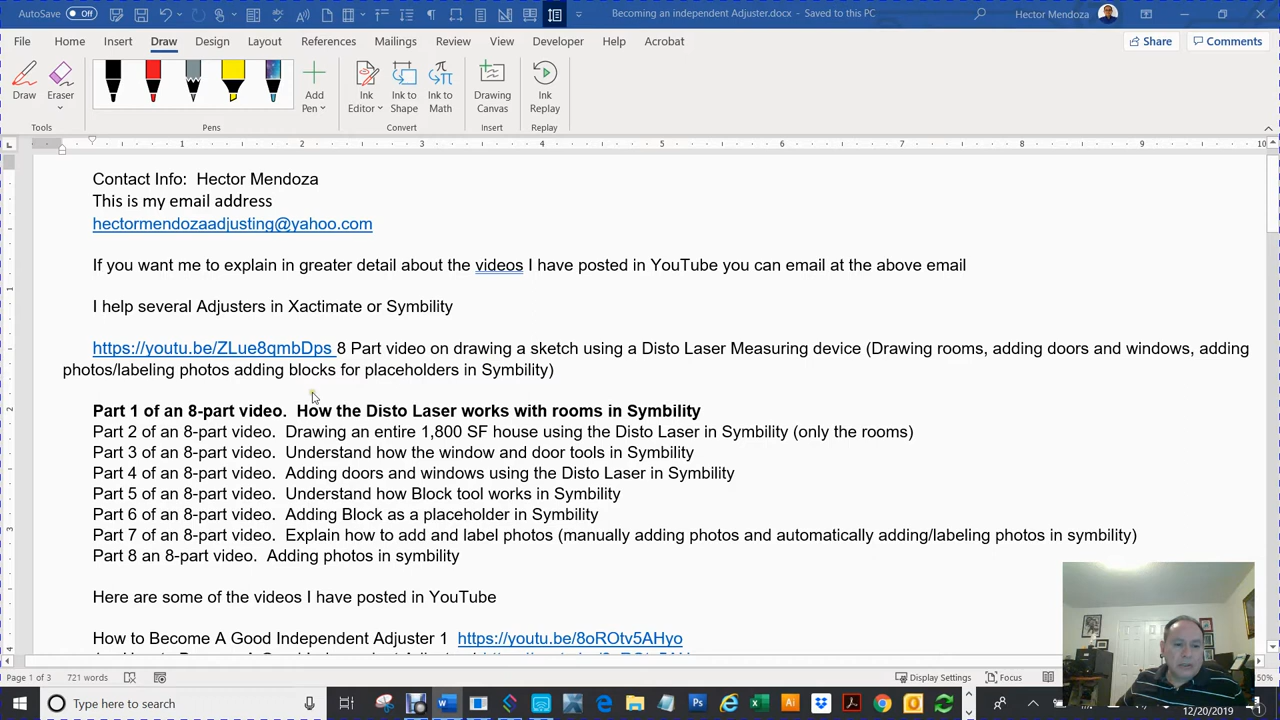 AutoSave Off Becoming an independent Adjuster.docx - Saved to this PC Hector Mendoza
File Home Insert Draw Design Layout References Mailings Review View Developer Help Acrobat Share Comments
Draw Eraser Add Pen Ink Editor Ink to Shape Ink to Math Drawing Canvas Ink Replay
Tools Pens Convert Insert Replay
1 2 3 4 5 6 7 8 9 10
Contact Info: Hector Mendoza
This is my email address
hectormendozaadjusting@yahoo.com
If you want me to explain in greater detail about the videos I have posted in YouTube you can email at the above email
I help several Adjusters in Xactimate or Symbility
https://youtu.be/ZLue8qmbDps 8 Part video on drawing a sketch using a Disto Laser Measuring device (Drawing rooms, adding doors and windows, adding
photos/labeling photos adding blocks for placeholders in Symbility)
Part 1 of an 8-part video. How the Disto Laser works with rooms in Symbility
Part 2 of an 8-part video. Drawing an entire 1,800 SF house using the Disto Laser in Symbility (only the rooms)
Part 3 of an 8-part video. Understand how the window and door tools in Symbility
Part 4 of an 8-part video. Adding doors and windows using the Disto Laser in Symbility
Part 5 of an 8-part video. Understand how Block tool works in Symbility
Part 6 of an 8-part video. Adding Block as a placeholder in Symbility
Part 7 of an 8-part video. Explain how to add and label photos (manually adding photos and automatically adding/labeling photos in symbility)
Part 8 an 8-part video. Adding photos in symbility
Here are some of the videos I have posted in YouTube
How to Become A Good Independent Adjuster 1 https://youtu.be/8oROtv5AHyo
Page 1 of 3 721 words Display Settings Focus 50%
Type here to search 12/20/2019